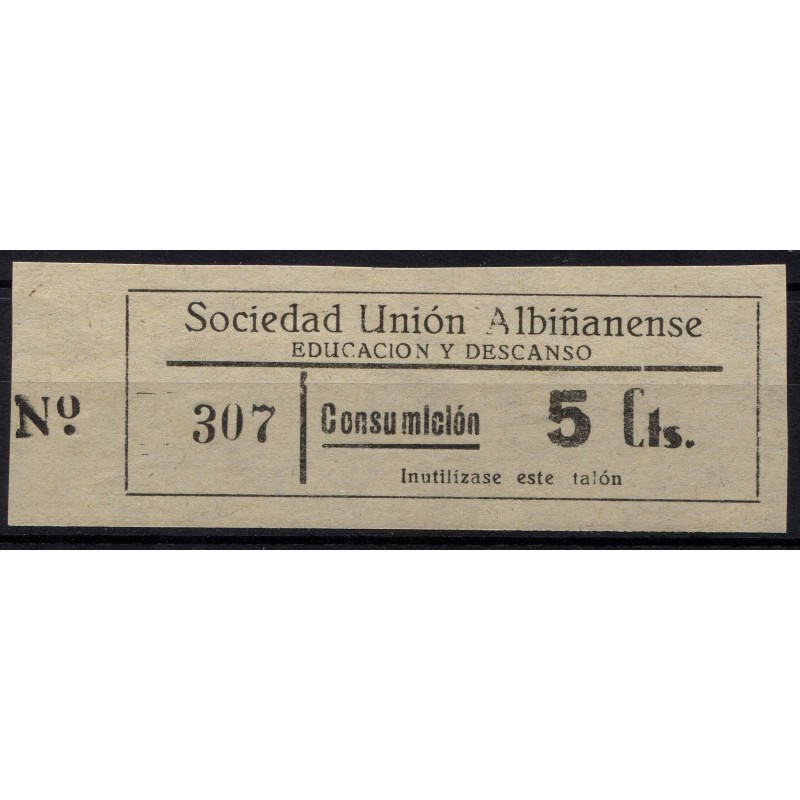 Sociedad Unión Albiñanense
EDUCACION Y DESCANSO
Nº 307 Consumición 5 Cts.
Inutilízase este talón